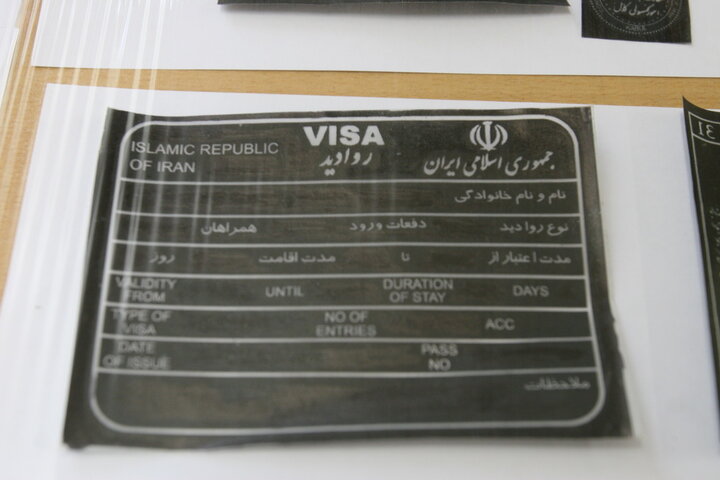 VISA
ISLAMIC REPUBLIC
OF IRAN
روادید
جمهوری اسلامی ایران
نام و نام خانوادگی
نوع روادید دفعات ورود همراهان
مدت اعتبار از تا مدت اقامت روز
VALIDITY FROM UNTIL DURATION OF STAY DAYS
TYPE OF VISA NO OF ENTRIES ACC
DATE OF ISSUE PASS NO
ملاحظات